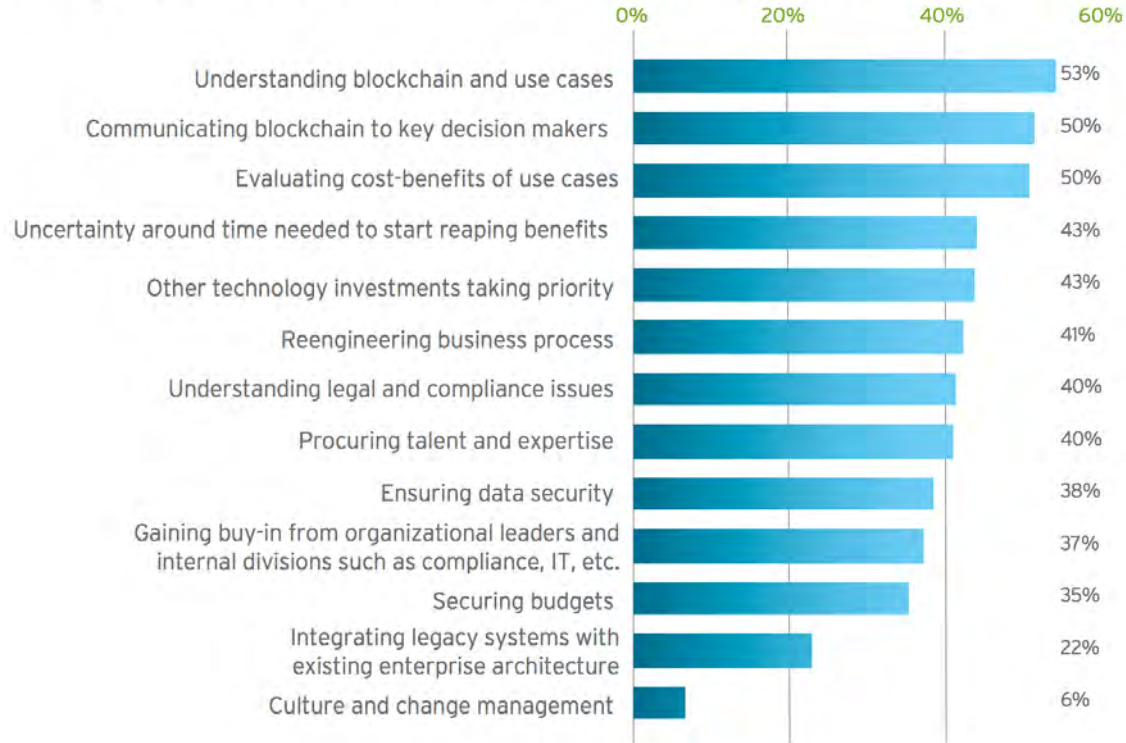 0% 20% 40% 60%
Understanding blockchain and use cases 53%
Communicating blockchain to key decision makers 50%
Evaluating cost-benefits of use cases 50%
Uncertainty around time needed to start reaping benefits 43%
Other technology investments taking priority 43%
Reengineering business process 41%
Understanding legal and compliance issues 40%
Procuring talent and expertise 40%
Ensuring data security 38%
Gaining buy-in from organizational leaders and
internal divisions such as compliance, IT, etc. 37%
Securing budgets 35%
Integrating legacy systems with
existing enterprise architecture 22%
Culture and change management 6%